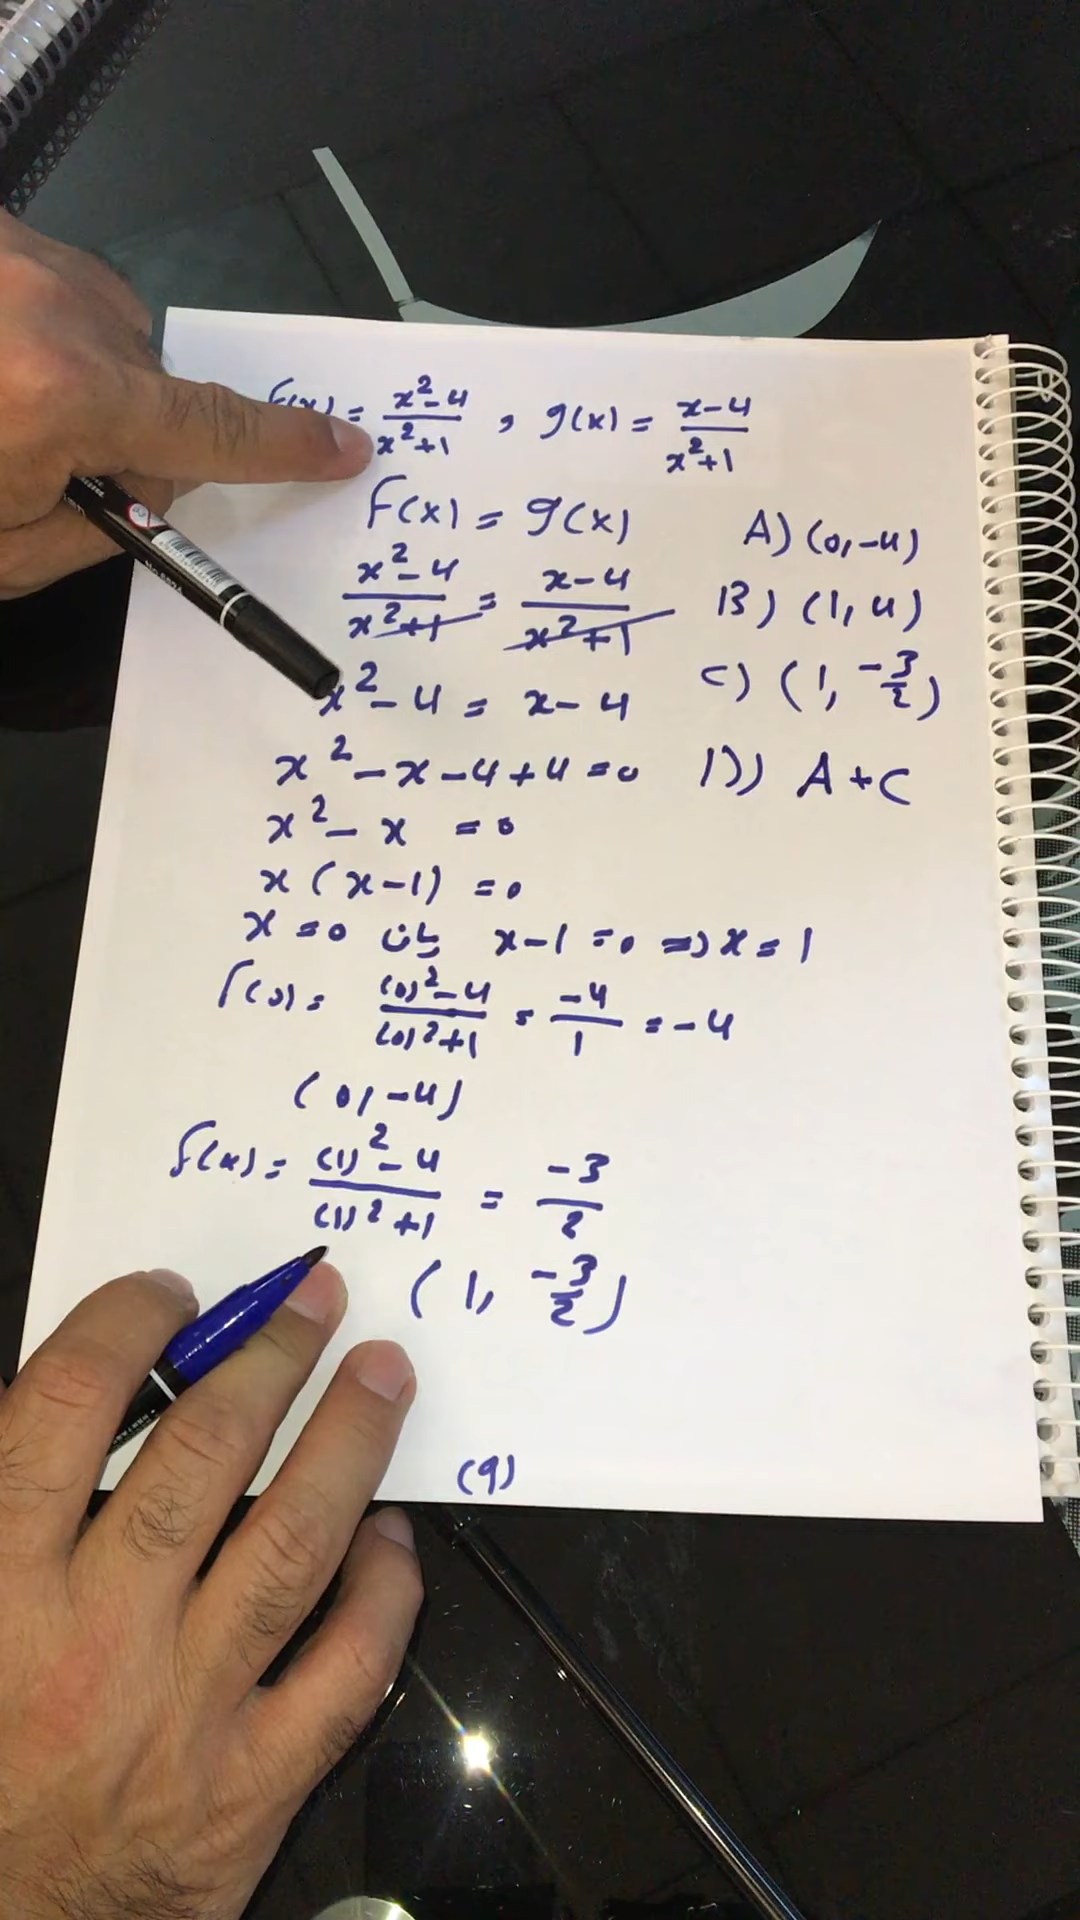 f(x) = x²-4 / x²+1 , g(x) = x-4 / x²+1
F(x) = g(x)
x²-4 / x²+1 = x-4 / x²+1
x²-4 = x-4
x²-x-4+4=0
x²-x =0
x(x-1) =0
x=0 یان x-1=0 ⇒ x=1
f(0)= (0)²-4 / (0)²+1 = -4/1 = -4
(0,-4)
f(x)= (1)²-4 / (1)²+1 = -3/2
(1, -3/2)
A) (0,-4)
B) (1,4)
C) (1, -3/2)
D) A+C
(9)